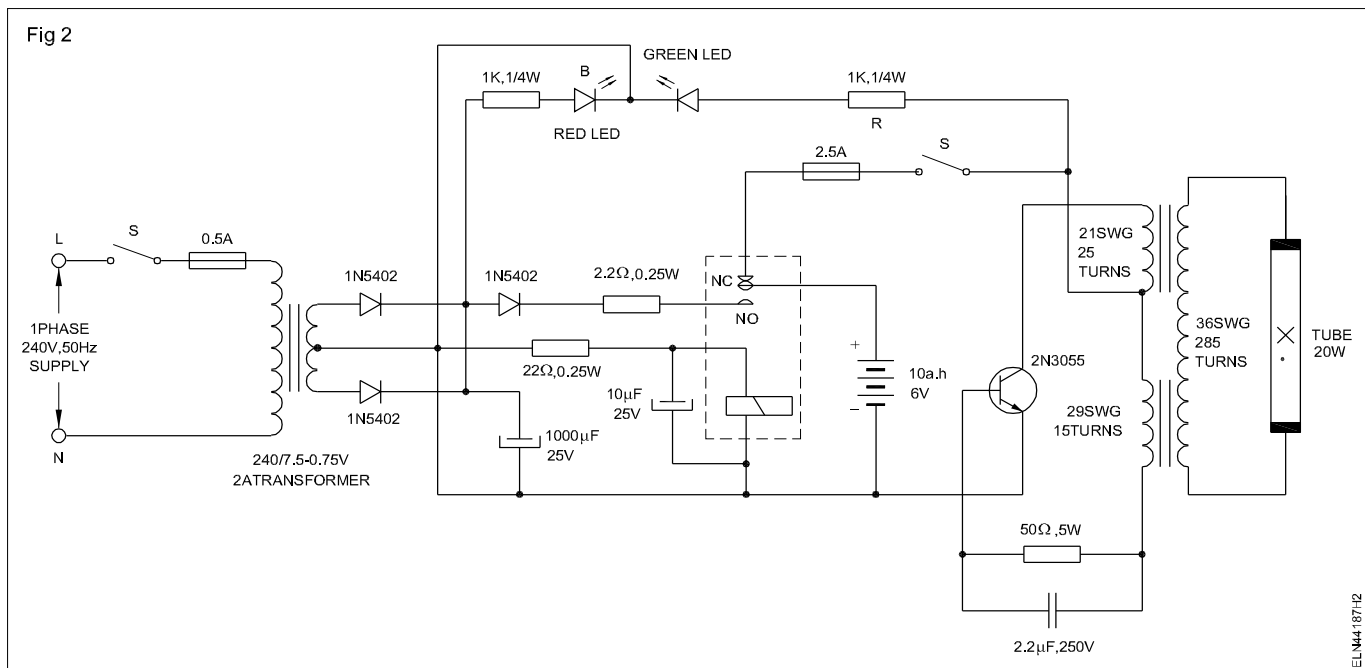 Fig 2
GREEN LED
1K,1/4W
B
1K,1/4W
RED LED
R
2.5A
S
L
S
0.5A
21SWG
25
TURNS
1N5402
1N5402
2.2Ω,0.25W
NC
NO
1PHASE
240V,50Hz
SUPPLY
36SWG
285
TURNS
TUBE
20W
22Ω,0.25W
+
10a.h
6V
–
2N3055
1N5402
10µF
25V
29SWG
15TURNS
N
1000µF
25V
240/7.5-0.75V
2ATRANSFORMER
50Ω,5W
2.2µF,250V
ELN44187H2